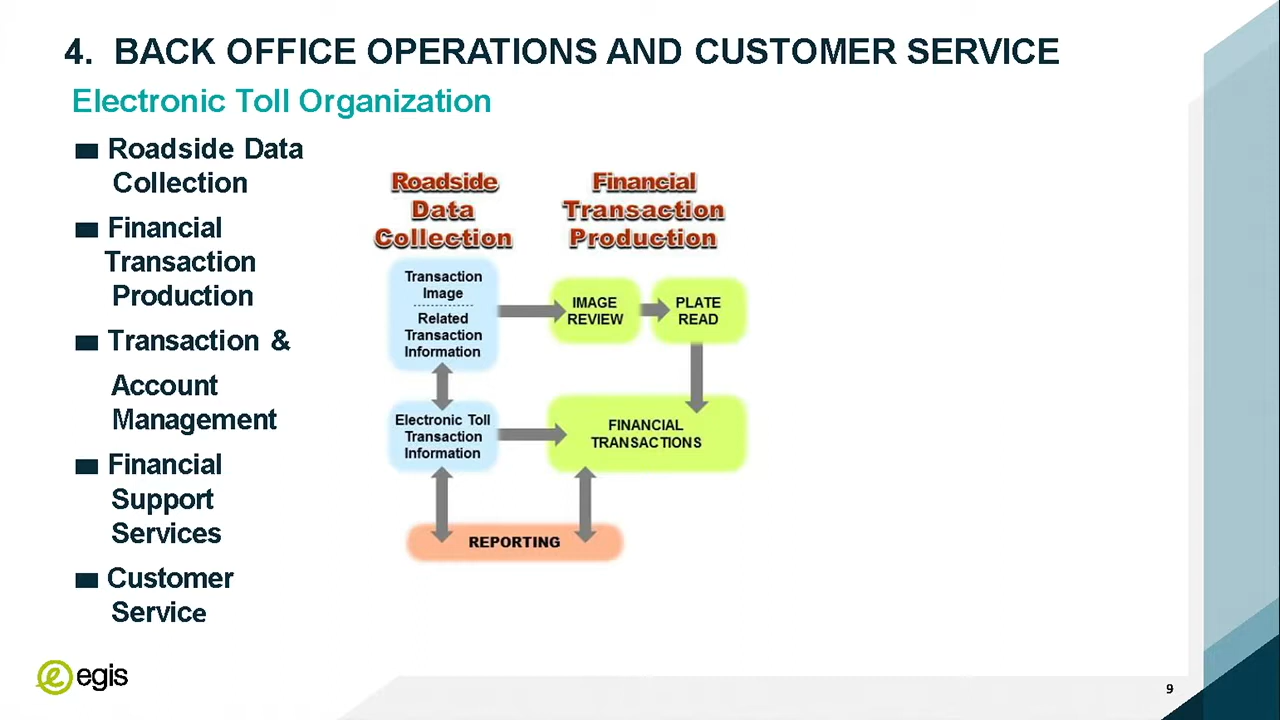 4. BACK OFFICE OPERATIONS AND CUSTOMER SERVICE
Electronic Toll Organization
Roadside Data
Collection
Financial
Transaction
Production
Transaction &
Account
Management
Financial
Support
Services
Customer
Service
Roadside
Data
Collection
Financial
Transaction
Production
Transaction
Image
Related
Transaction
Information
IMAGE
REVIEW
PLATE
READ
Electronic Toll
Transaction
Information
FINANCIAL
TRANSACTIONS
REPORTING
egis
9